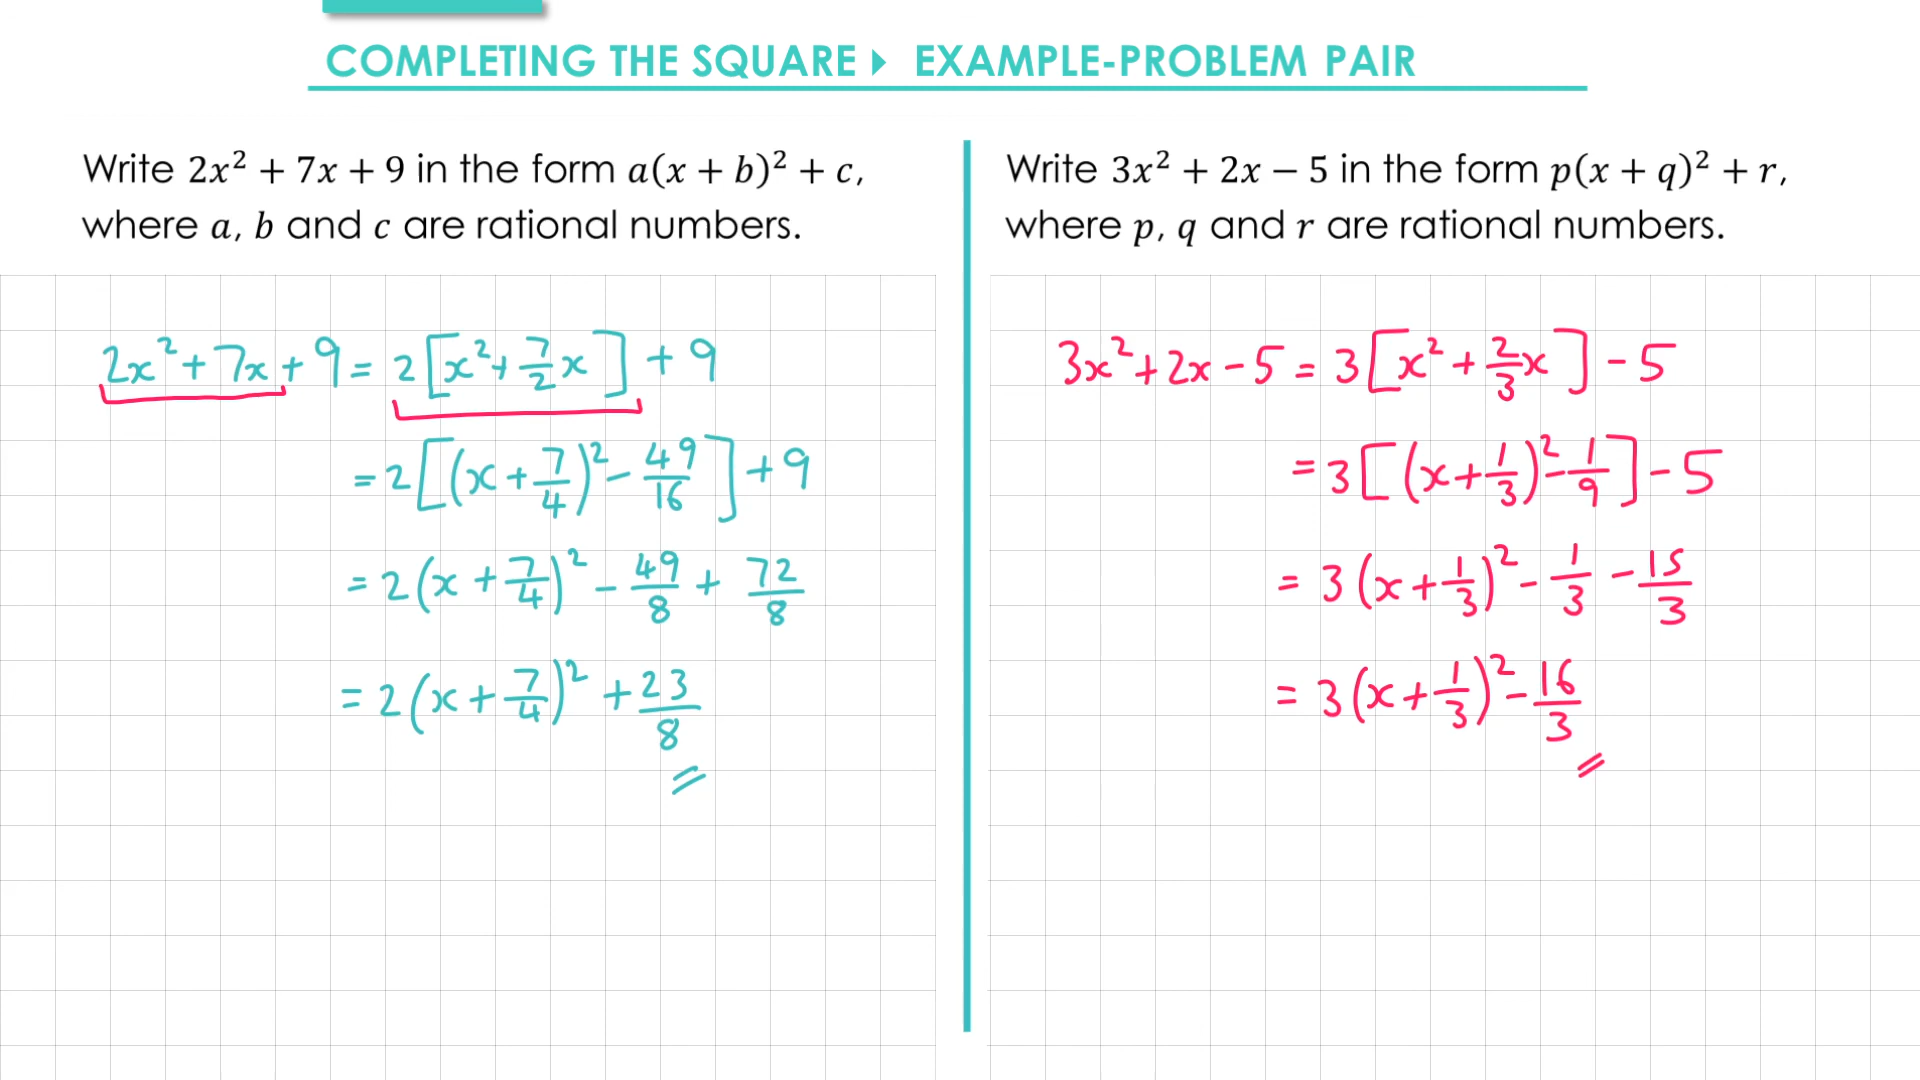 COMPLETING THE SQUARE ▸ EXAMPLE-PROBLEM PAIR
Write 2x² + 7x + 9 in the form a(x + b)² + c,
where a, b and c are rational numbers.
2x² + 7x + 9 = 2[x² + 7/2 x] + 9
= 2[(x + 7/4)² - 49/16] + 9
= 2(x + 7/4)² - 49/8 + 72/8
= 2(x + 7/4)² + 23/8
Write 3x² + 2x − 5 in the form p(x + q)² + r,
where p, q and r are rational numbers.
3x² + 2x - 5 = 3[x² + 2/3 x] - 5
= 3[(x + 1/3)² - 1/9] - 5
= 3(x + 1/3)² - 1/3 - 15/3
= 3(x + 1/3)² - 16/3